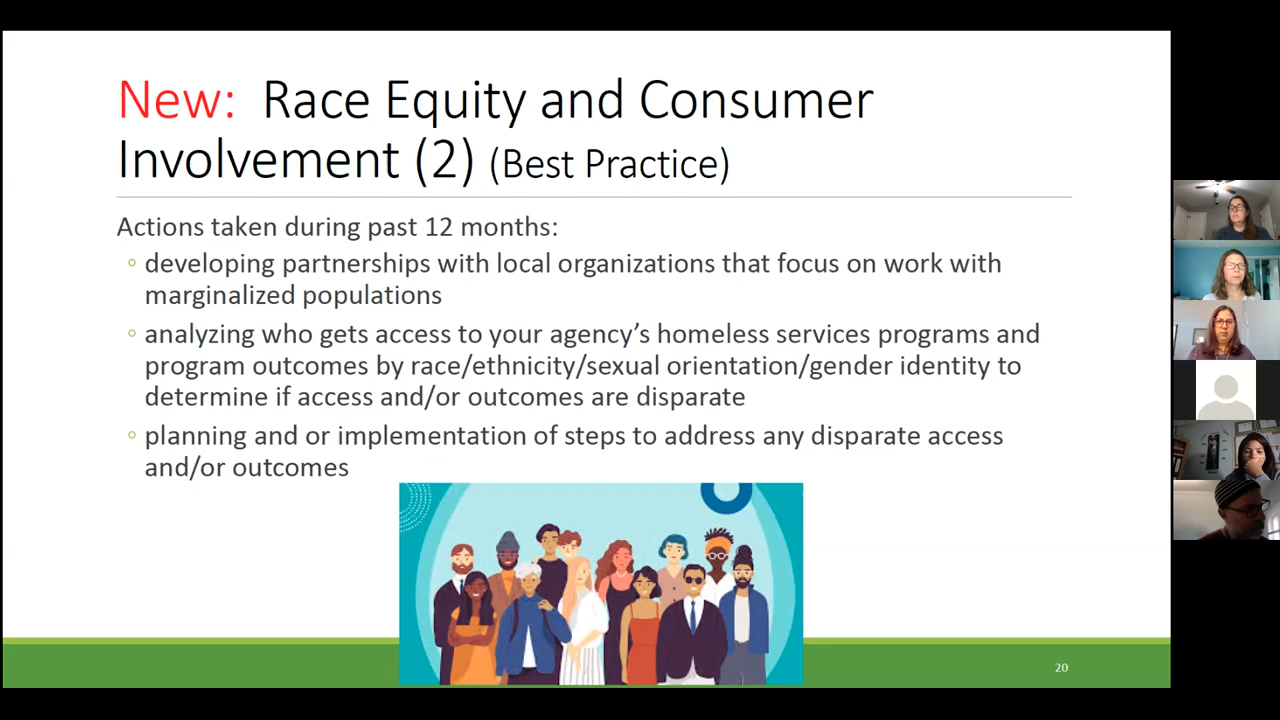 New: Race Equity and Consumer
Involvement (2) (Best Practice)
Actions taken during past 12 months:
◦ developing partnerships with local organizations that focus on work with
marginalized populations
◦ analyzing who gets access to your agency’s homeless services programs and
program outcomes by race/ethnicity/sexual orientation/gender identity to
determine if access and/or outcomes are disparate
◦ planning and or implementation of steps to address any disparate access
and/or outcomes
20